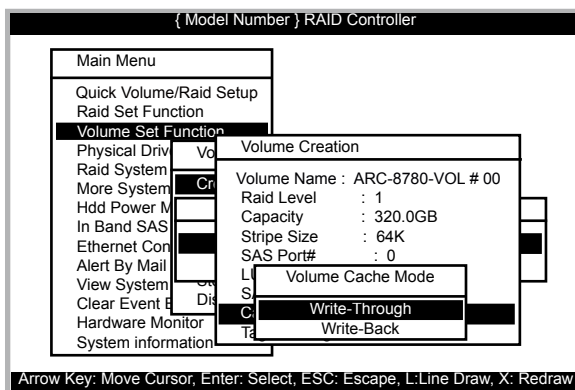 { Model Number } RAID Controller
Main Menu
Quick Volume/Raid Setup
Raid Set Function
Volume Set Function
Physical Driv
Raid System
More System
Hdd Power M
In Band SAS
Ethernet Con
Alert By Mail
View System
Clear Event E
Hardware Monitor
System information
Vo
Cr
Dis
Volume Creation
Volume Name : ARC-8780-VOL # 00
Raid Level : 1
Capacity : 320.0GB
Stripe Size : 64K
SAS Port# : 0
LU
SA
Ca
Ta
Volume Cache Mode
Write-Through
Write-Back
Arrow Key: Move Cursor, Enter: Select, ESC: Escape, L:Line Draw, X: Redraw